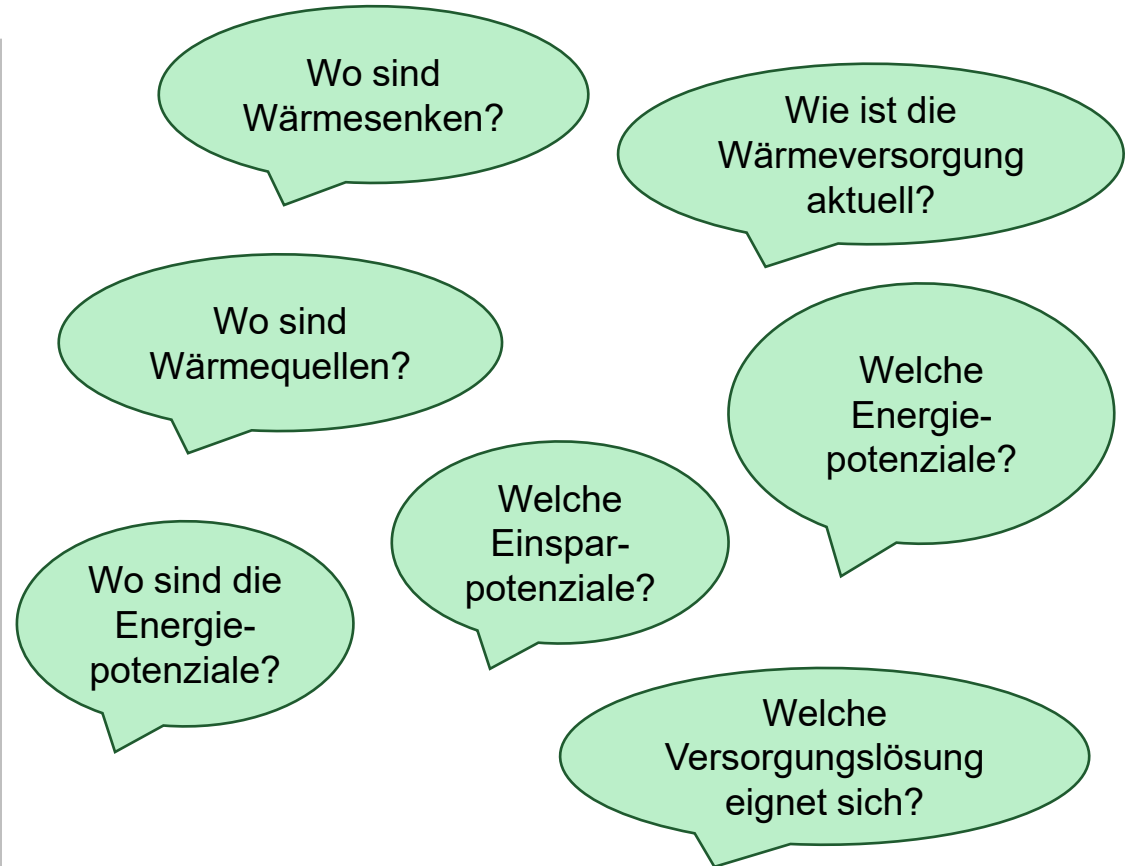 Wo sind
Wärmesenken?
Wie ist die
Wärmeversorgung
aktuell?
Wo sind
Wärmequellen?
Welche
Energie-
potenziale?
Welche
Einspar-
potenziale?
Wo sind die
Energie-
potenziale?
Welche
Versorgungslösung
eignet sich?